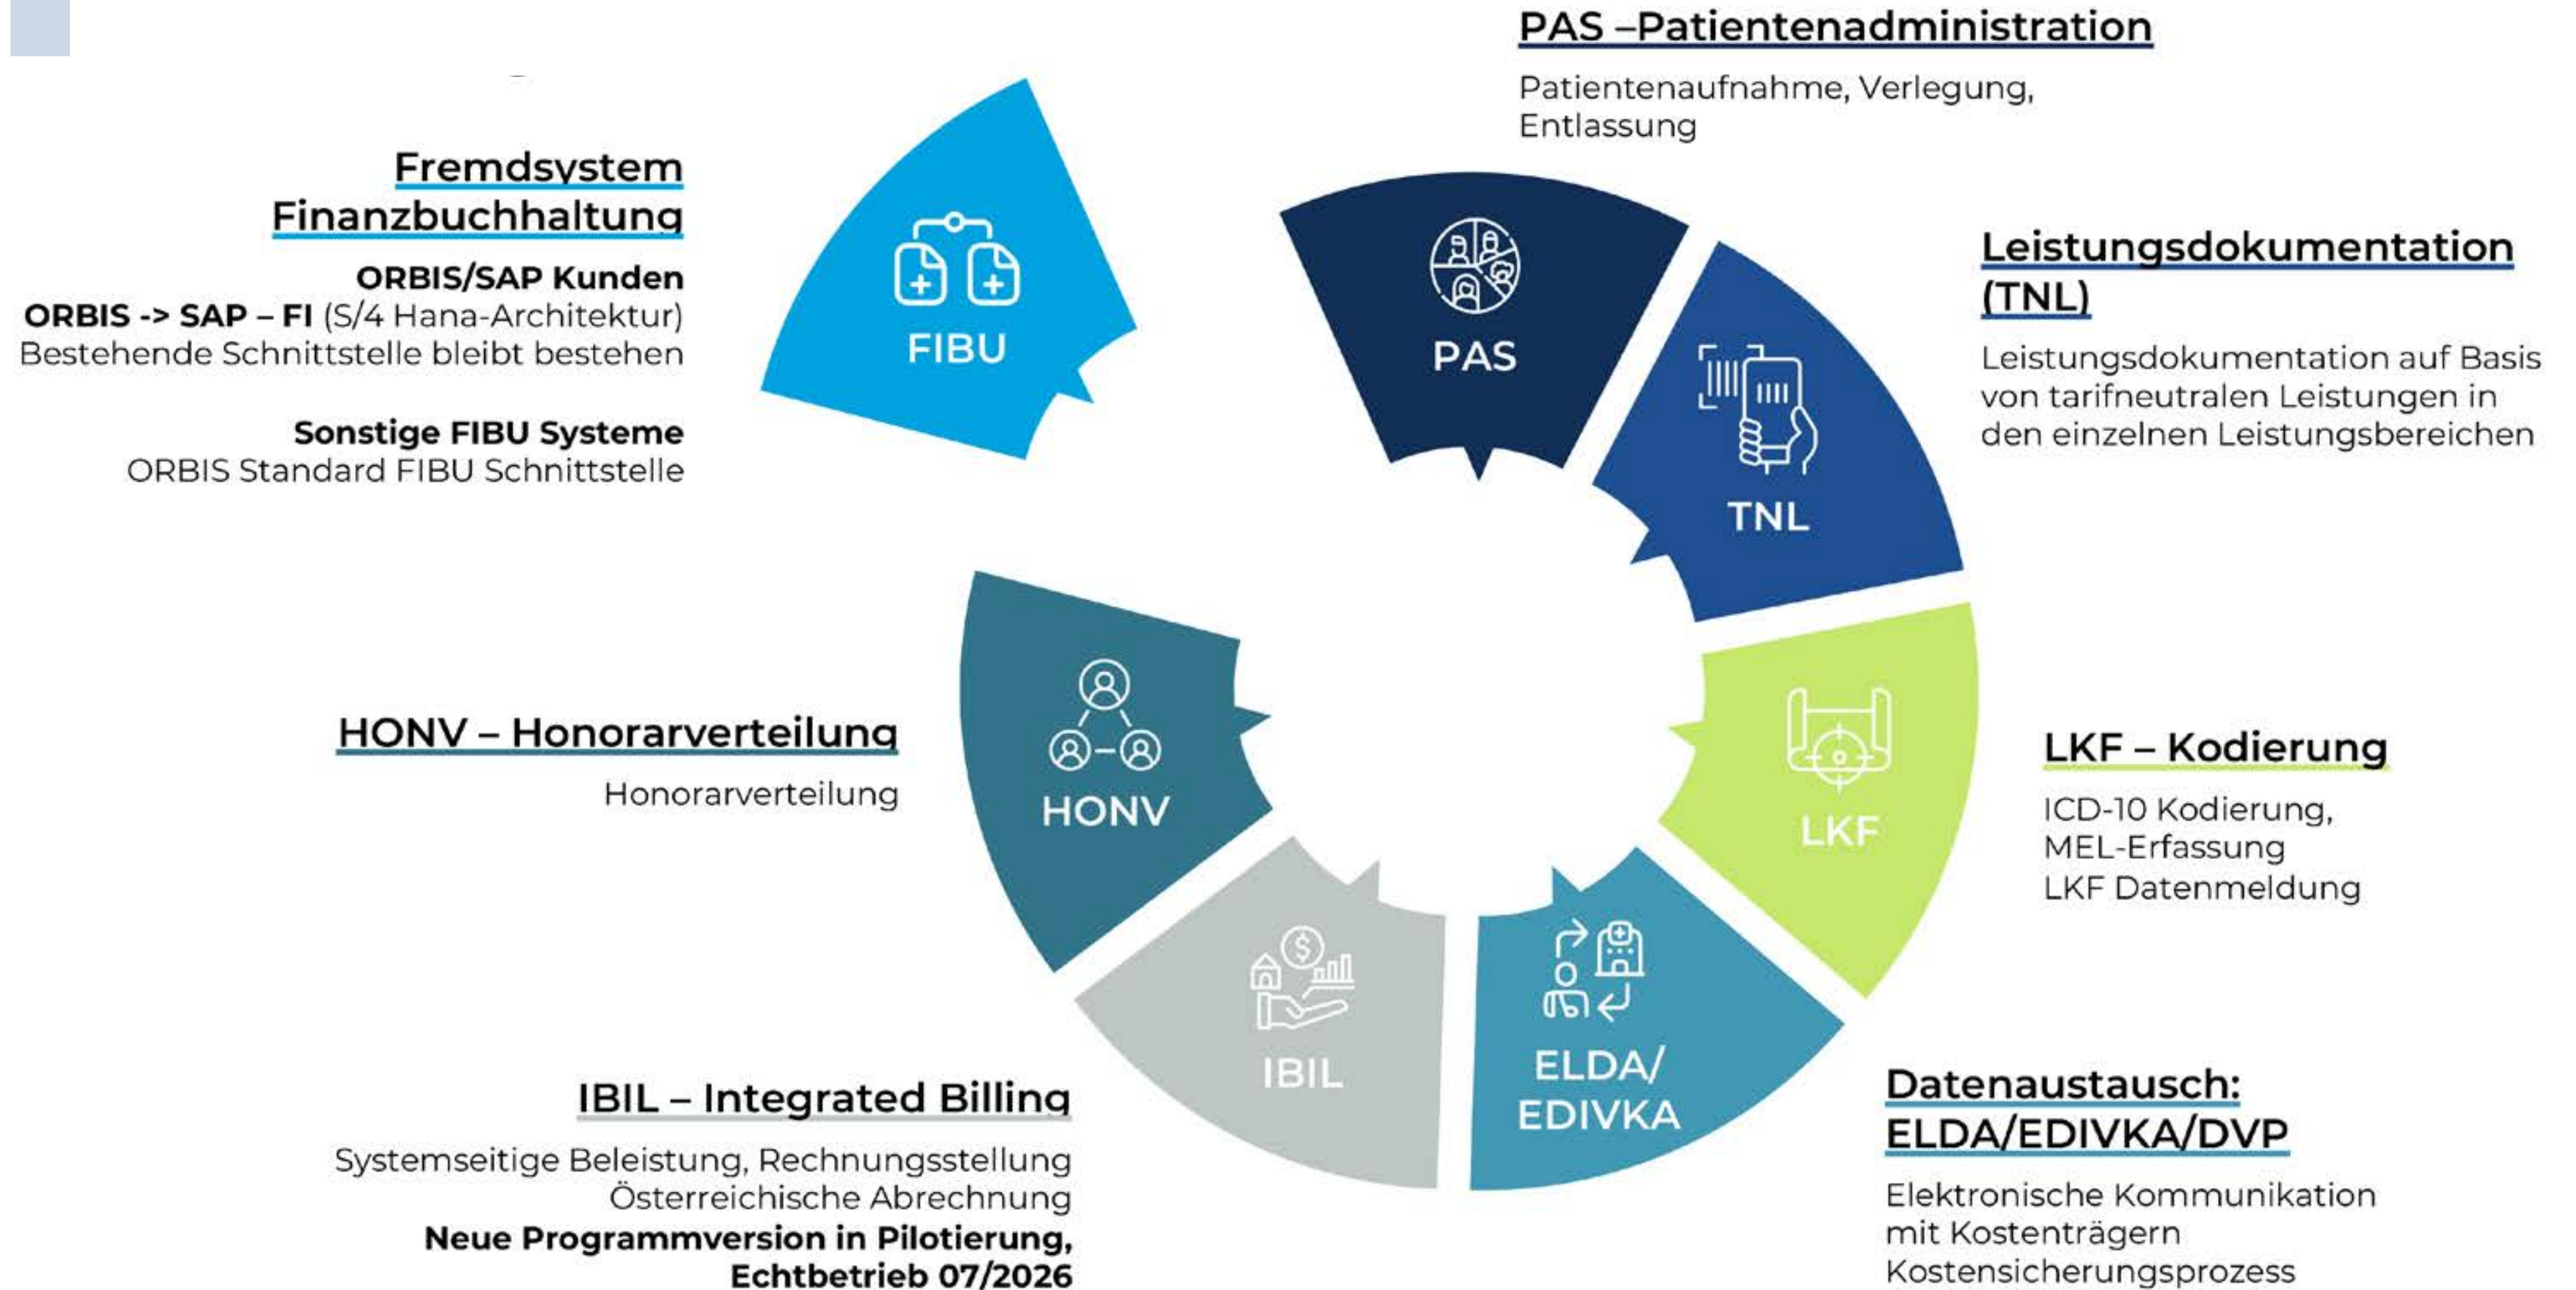 PAS –Patientenadministration
Patientenaufnahme, Verlegung,
Entlassung
PAS
Leistungsdokumentation
(TNL)
Leistungsdokumentation auf Basis
von tarifneutralen Leistungen in
den einzelnen Leistungsbereichen
TNL
LKF – Kodierung
ICD-10 Kodierung,
MEL-Erfassung
LKF Datenmeldung
LKF
Datenaustausch:
ELDA/EDIVKA/DVP
Elektronische Kommunikation
mit Kostenträgern
Kostensicherungsprozess
ELDA/
EDIVKA
IBIL – Integrated Billing
Systemseitige Beleistung, Rechnungsstellung
Österreichische Abrechnung
Neue Programmversion in Pilotierung,
Echtbetrieb 07/2026
IBIL
HONV – Honorarverteilung
Honorarverteilung
HONV
Fremdsystem
Finanzbuchhaltung
ORBIS/SAP Kunden
ORBIS -> SAP – FI (S/4 Hana-Architektur)
Bestehende Schnittstelle bleibt bestehen
Sonstige FIBU Systeme
ORBIS Standard FIBU Schnittstelle
FIBU